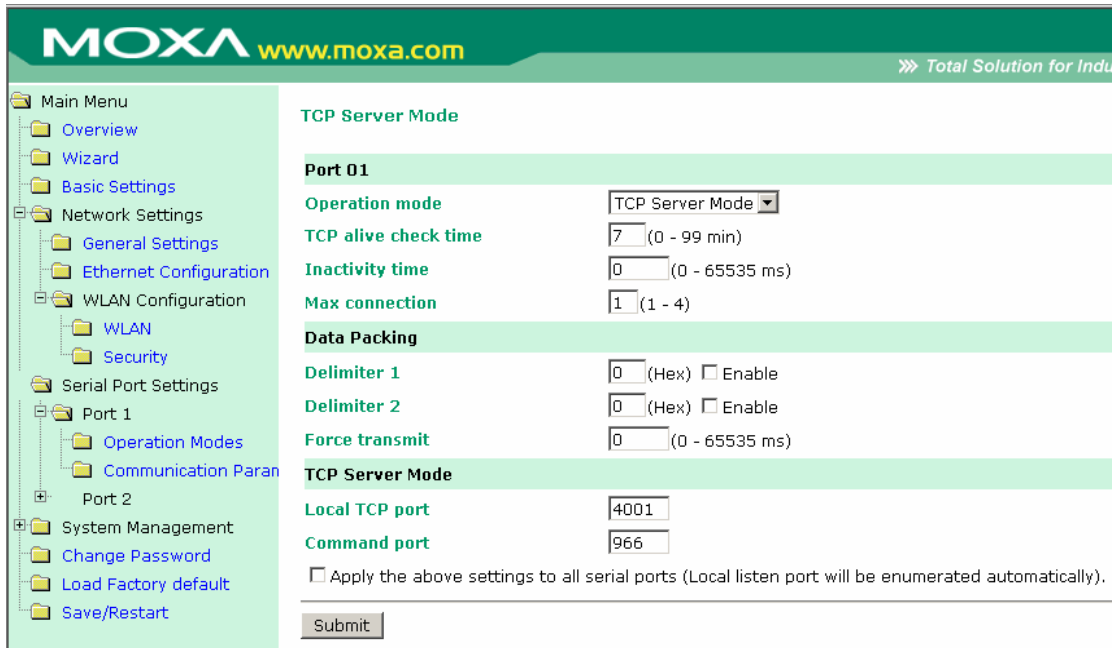 MOXA www.moxa.com
Total Solution for Indu
Main Menu
Overview
Wizard
Basic Settings
Network Settings
General Settings
Ethernet Configuration
WLAN Configuration
WLAN
Security
Serial Port Settings
Port 1
Operation Modes
Communication Param
Port 2
System Management
Change Password
Load Factory default
Save/Restart
TCP Server Mode
Port 01
Operation mode TCP Server Mode
TCP alive check time 7 (0 - 99 min)
Inactivity time 0 (0 - 65535 ms)
Max connection 1 (1 - 4)
Data Packing
Delimiter 1 0 (Hex) Enable
Delimiter 2 0 (Hex) Enable
Force transmit 0 (0 - 65535 ms)
TCP Server Mode
Local TCP port 4001
Command port 966
Apply the above settings to all serial ports (Local listen port will be enumerated automatically).
Submit